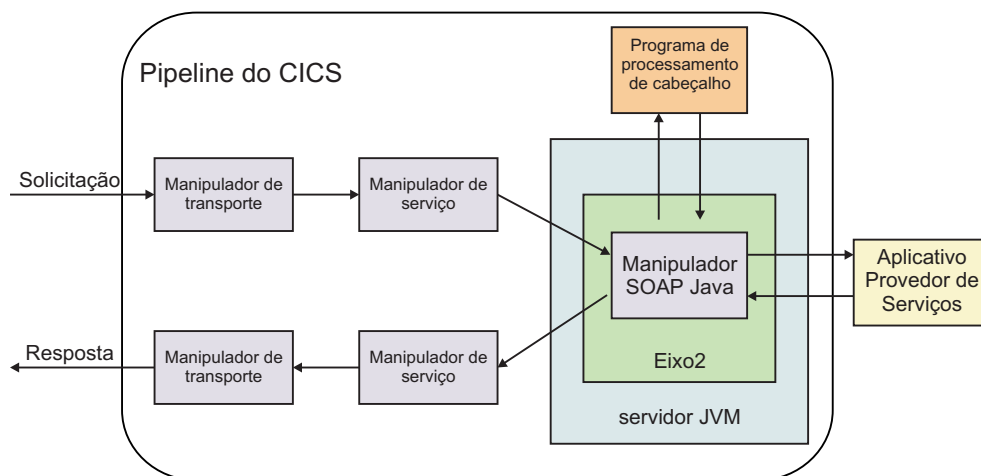 Programa de
processamento
de cabeçalho
Pipeline do CICS
Solicitação
Manipulador de
transporte
Manipulador de
serviço
Manipulador
SOAP Java
Aplicativo
Provedor de
Serviços
Resposta
Manipulador de
transporte
Manipulador de
serviço
Eixo2
servidor JVM